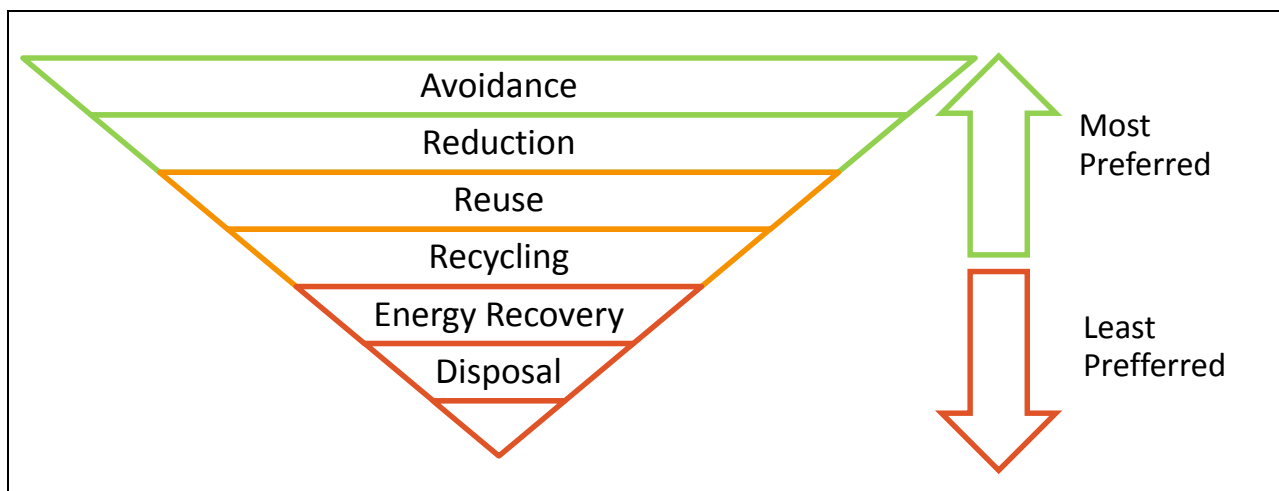 Avoidance
Reduction
Reuse
Recycling
Energy Recovery
Disposal
Most
Preferred
Least
Prefferred